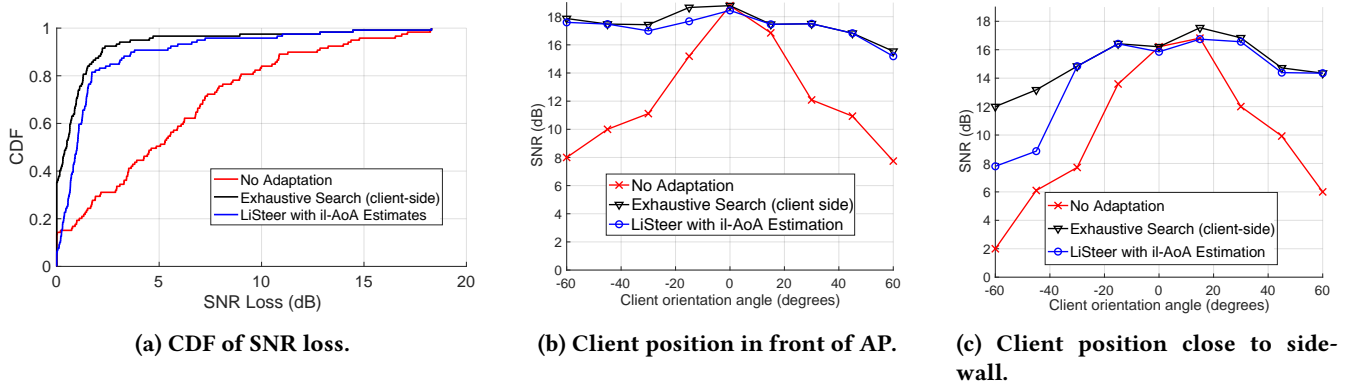 1
0.8
0.6
0.4
0.2
0
CDF
No Adaptation
Exhaustive Search (client-side)
LiSteer with il-AoA Estimates
0 5 10 15 20
SNR Loss (dB)
(a) CDF of SNR loss.
18
16
14
12
10
8
6
4
2
0
SNR (dB)
No Adaptation
Exhaustive Search (client side)
LiSteer with il-AoA Estimation
-60 -40 -20 0 20 40 60
Client orientation angle (degrees)
(b) Client position in front of AP.
20
18
16
14
12
10
8
6
4
2
0
SNR (dB)
No Adaptation
Exhaustive Search (client-side)
LiSteer with il-AoA Estimation
-60 -40 -20 0 20 40 60
Client orientation angle (degrees)
(c) Client position close to side-
wall.